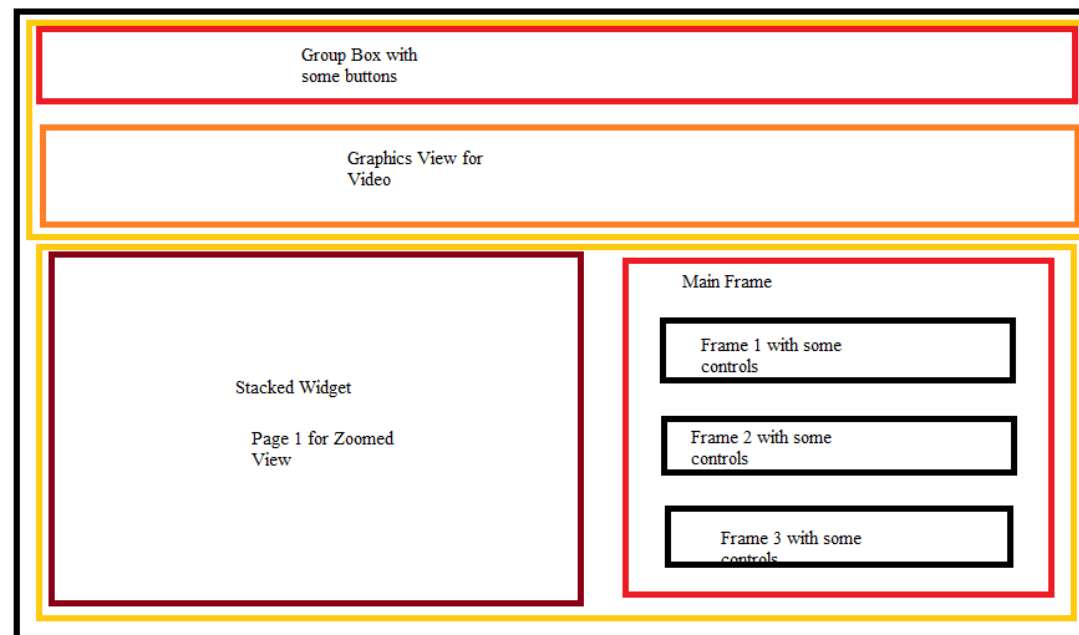 Group Box with
some buttons
Graphics View for
Video
Stacked Widget
Page 1 for Zoomed
View
Main Frame
Frame 1 with some
controls
Frame 2 with some
controls
Frame 3 with some
controls